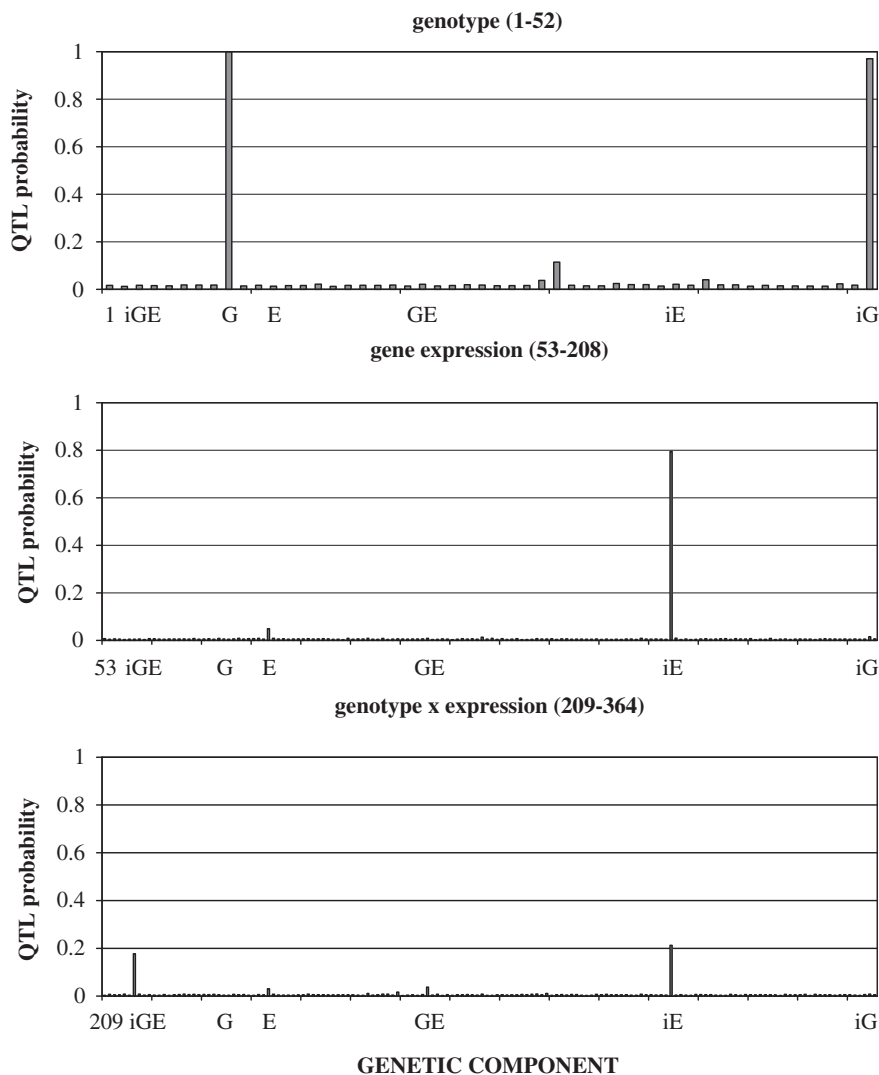 genotype (1-52)
QTL probability
1
0.8
0.6
0.4
0.2
0
1 iGE G E GE iE iG
gene expression (53-208)
QTL probability
1
0.8
0.6
0.4
0.2
0
53 iGE G E GE iE iG
genotype x expression (209-364)
QTL probability
1
0.8
0.6
0.4
0.2
0
209 iGE G E GE iE iG
GENETIC COMPONENT